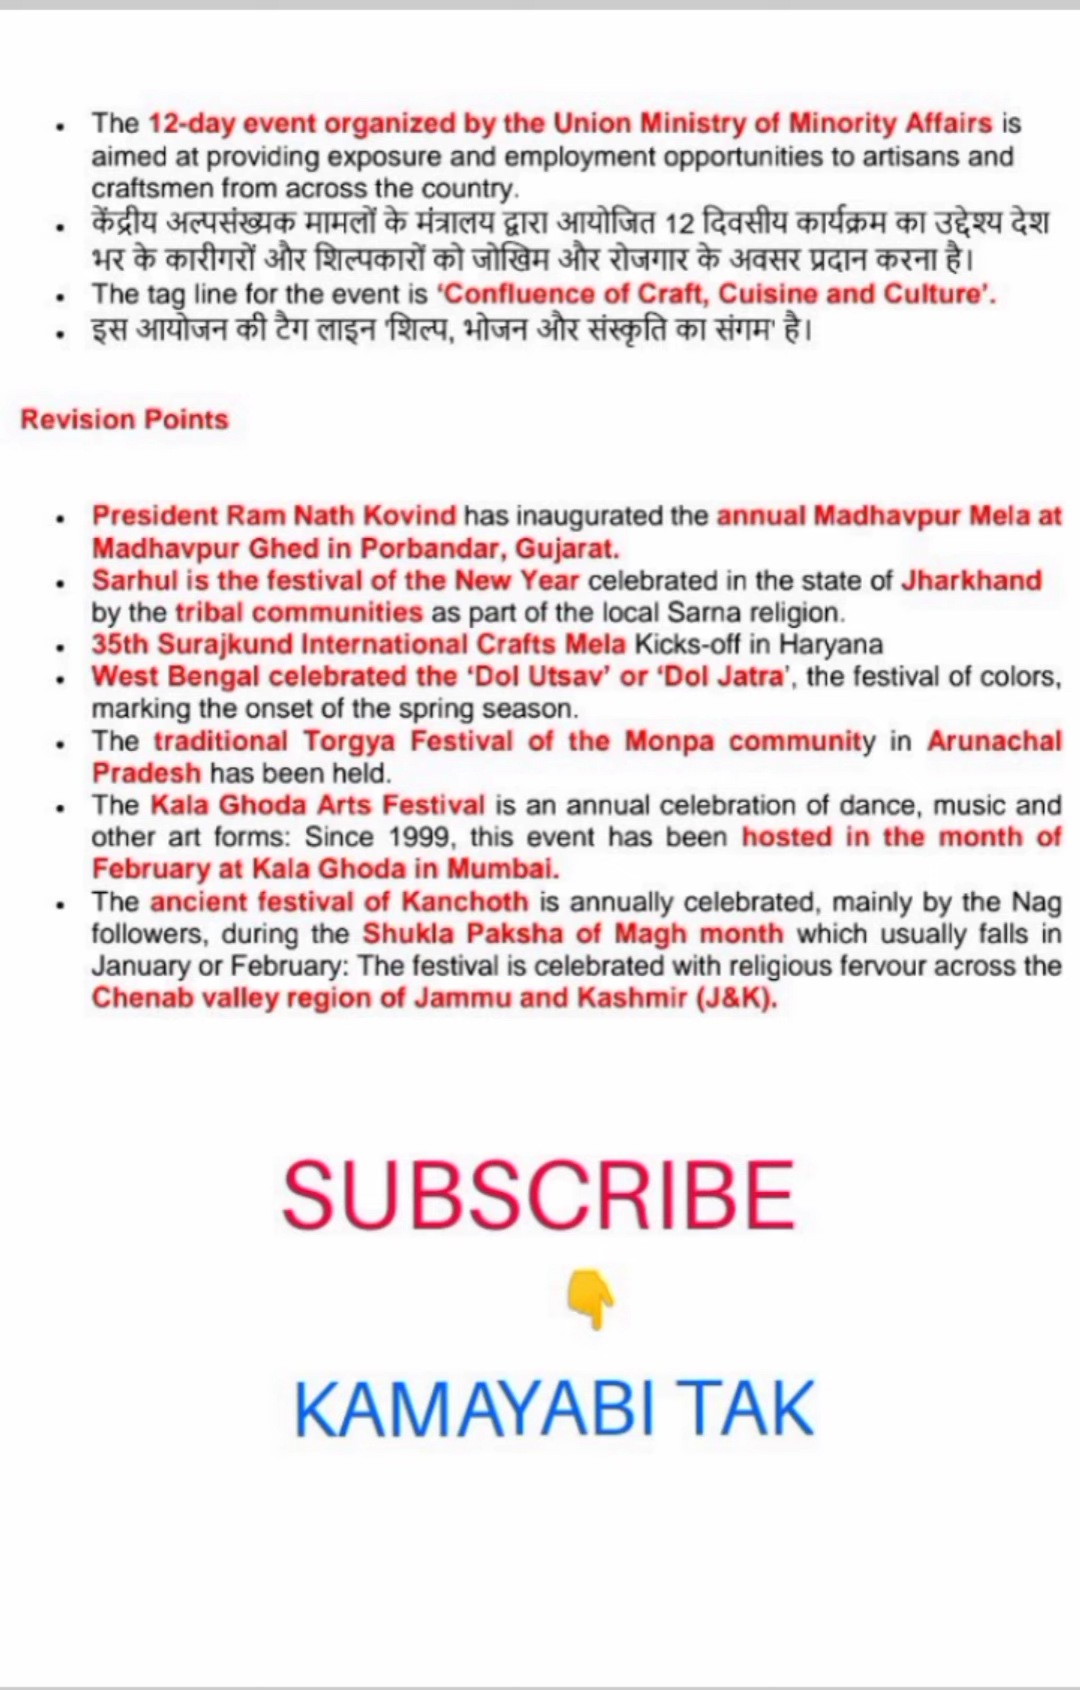 The 12-day event organized by the Union Ministry of Minority Affairs is
aimed at providing exposure and employment opportunities to artisans and
craftsmen from across the country.
केंद्रीय अल्पसंख्यक मामलों के मंत्रालय द्वारा आयोजित 12 दिवसीय कार्यक्रम का उद्देश्य देश
भर के कारीगरों और शिल्पकारों को जोखिम और रोजगार के अवसर प्रदान करना है।
The tag line for the event is ‘Confluence of Craft, Cuisine and Culture’.
इस आयोजन की टैग लाइन 'शिल्प, भोजन और संस्कृति का संगम' है।
Revision Points
President Ram Nath Kovind has inaugurated the annual Madhavpur Mela at
Madhavpur Ghed in Porbandar, Gujarat.
Sarhul is the festival of the New Year celebrated in the state of Jharkhand
by the tribal communities as part of the local Sarna religion.
35th Surajkund International Crafts Mela Kicks-off in Haryana
West Bengal celebrated the ‘Dol Utsav’ or ‘Dol Jatra’, the festival of colors,
marking the onset of the spring season.
The traditional Torgya Festival of the Monpa community in Arunachal
Pradesh has been held.
The Kala Ghoda Arts Festival is an annual celebration of dance, music and
other art forms: Since 1999, this event has been hosted in the month of
February at Kala Ghoda in Mumbai.
The ancient festival of Kanchoth is annually celebrated, mainly by the Nag
followers, during the Shukla Paksha of Magh month which usually falls in
January or February: The festival is celebrated with religious fervour across the
Chenab valley region of Jammu and Kashmir (J&K).
SUBSCRIBE
KAMAYABI TAK